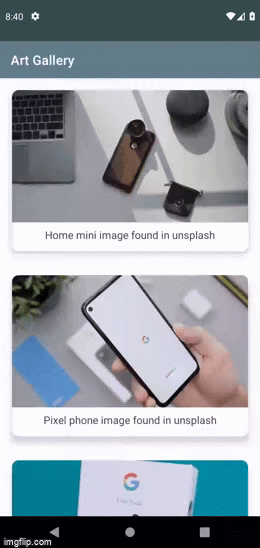 8:40
Art Gallery
Home mini image found in unsplash
G
Pixel phone image found in unsplash
G
imgflip.com